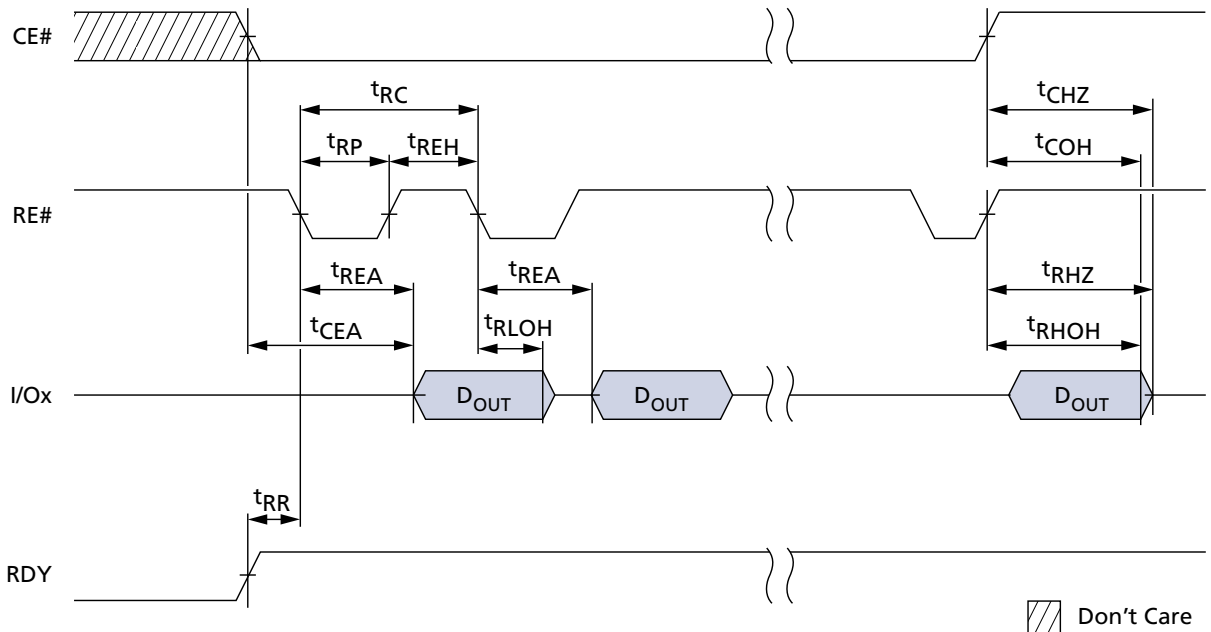 CE#
tRC
tCHZ
tRP
tREH
tCOH
RE#
tREA
tREA
tRHZ
tCEA
tRLOH
tRHOH
I/Ox
DOUT
DOUT
DOUT
tRR
RDY
Don't Care